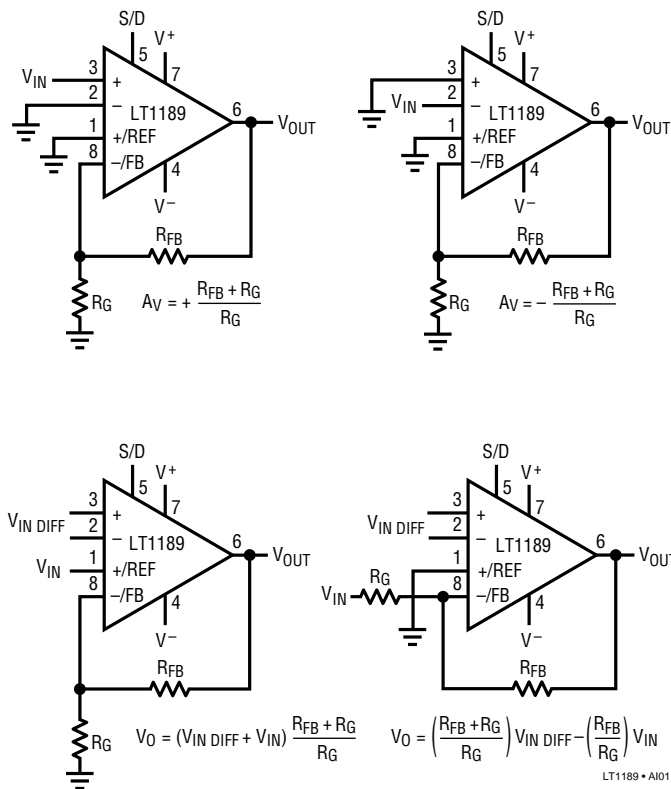 S/D
5
V+
7
VIN
3
+
2
−
LT1189
1
+/REF
8
−/FB
6
VOUT
4
V−
RFB
RG
AV = + RFB + RG
RG
S/D
5
V+
7
3
+
VIN
2
−
LT1189
1
+/REF
8
−/FB
6
VOUT
4
V−
RFB
RG
AV = − RFB + RG
RG
S/D
5
V+
7
VIN DIFF
3
+
2
−
LT1189
VIN
1
+/REF
8
−/FB
6
VOUT
4
V−
RFB
RG
VO = (VIN DIFF + VIN) RFB + RG
RG
S/D
5
V+
7
VIN DIFF
3
+
2
−
LT1189
1
+/REF
VIN
RG
8
−/FB
6
VOUT
4
V−
RFB
VO = (RFB + RG
RG) VIN DIFF − (RFB
RG) VIN
LT1189 • AI01